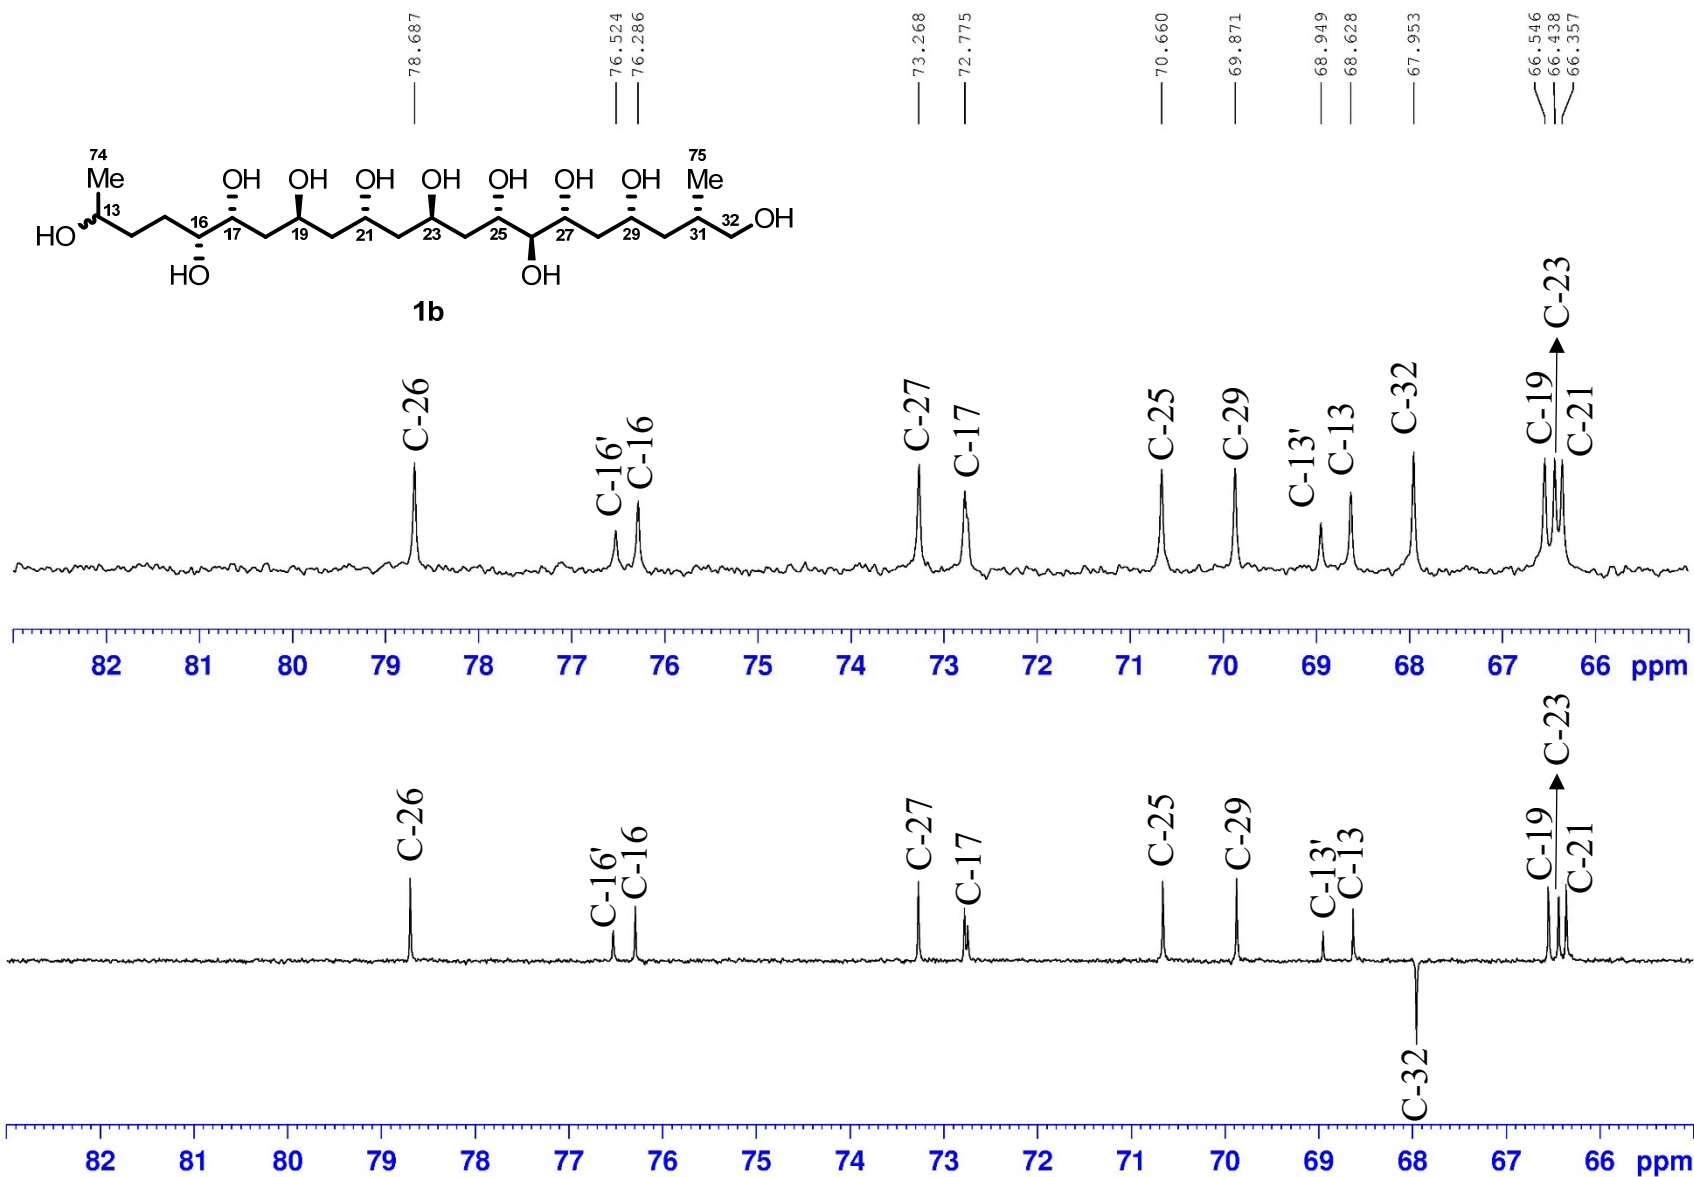 78.687 76.524 76.286 73.268 72.775 70.660 69.871 68.949 68.628 67.953 66.546 66.438 66.357
74 75
Me OH OH OH OH OH OH OH Me
HO 13 16 17 19 21 23 25 27 29 31 32 OH
HO OH
1b
C-26 C-16' C-16 C-27 C-17 C-25 C-29 C-13' C-13 C-32 C-19 C-23 C-21
82 81 80 79 78 77 76 75 74 73 72 71 70 69 68 67 66 ppm
C-26 C-16' C-16 C-27 C-17 C-25 C-29 C-13' C-13 C-32 C-19 C-23 C-21
82 81 80 79 78 77 76 75 74 73 72 71 70 69 68 67 66 ppm